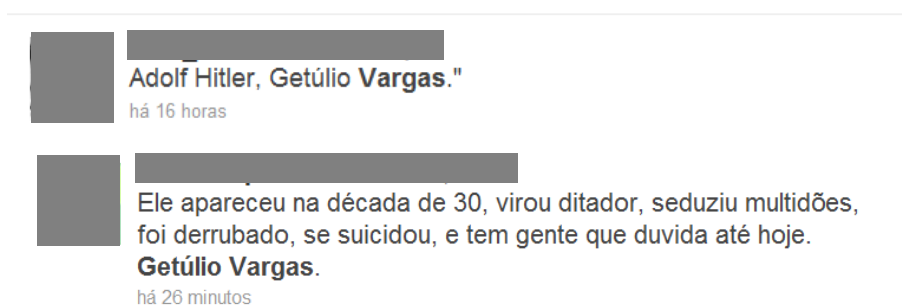 Adolf Hitler, Getúlio Vargas."
há 16 horas
Ele apareceu na década de 30, virou ditador, seduziu multidões,
foi derrubado, se suicidou, e tem gente que duvida até hoje.
Getúlio Vargas.
há 26 minutos